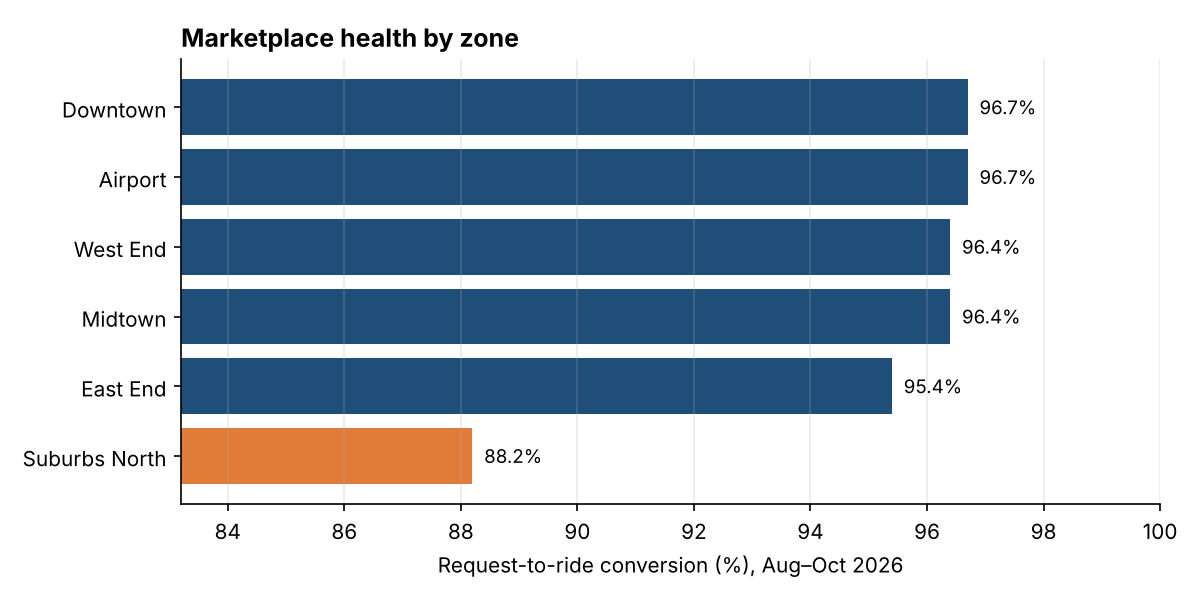 Marketplace health by zone
Downtown 96.7%
Airport 96.7%
West End 96.4%
Midtown 96.4%
East End 95.4%
Suburbs North 88.2%
84 86 88 90 92 94 96 98 100
Request-to-ride conversion (%), Aug–Oct 2026